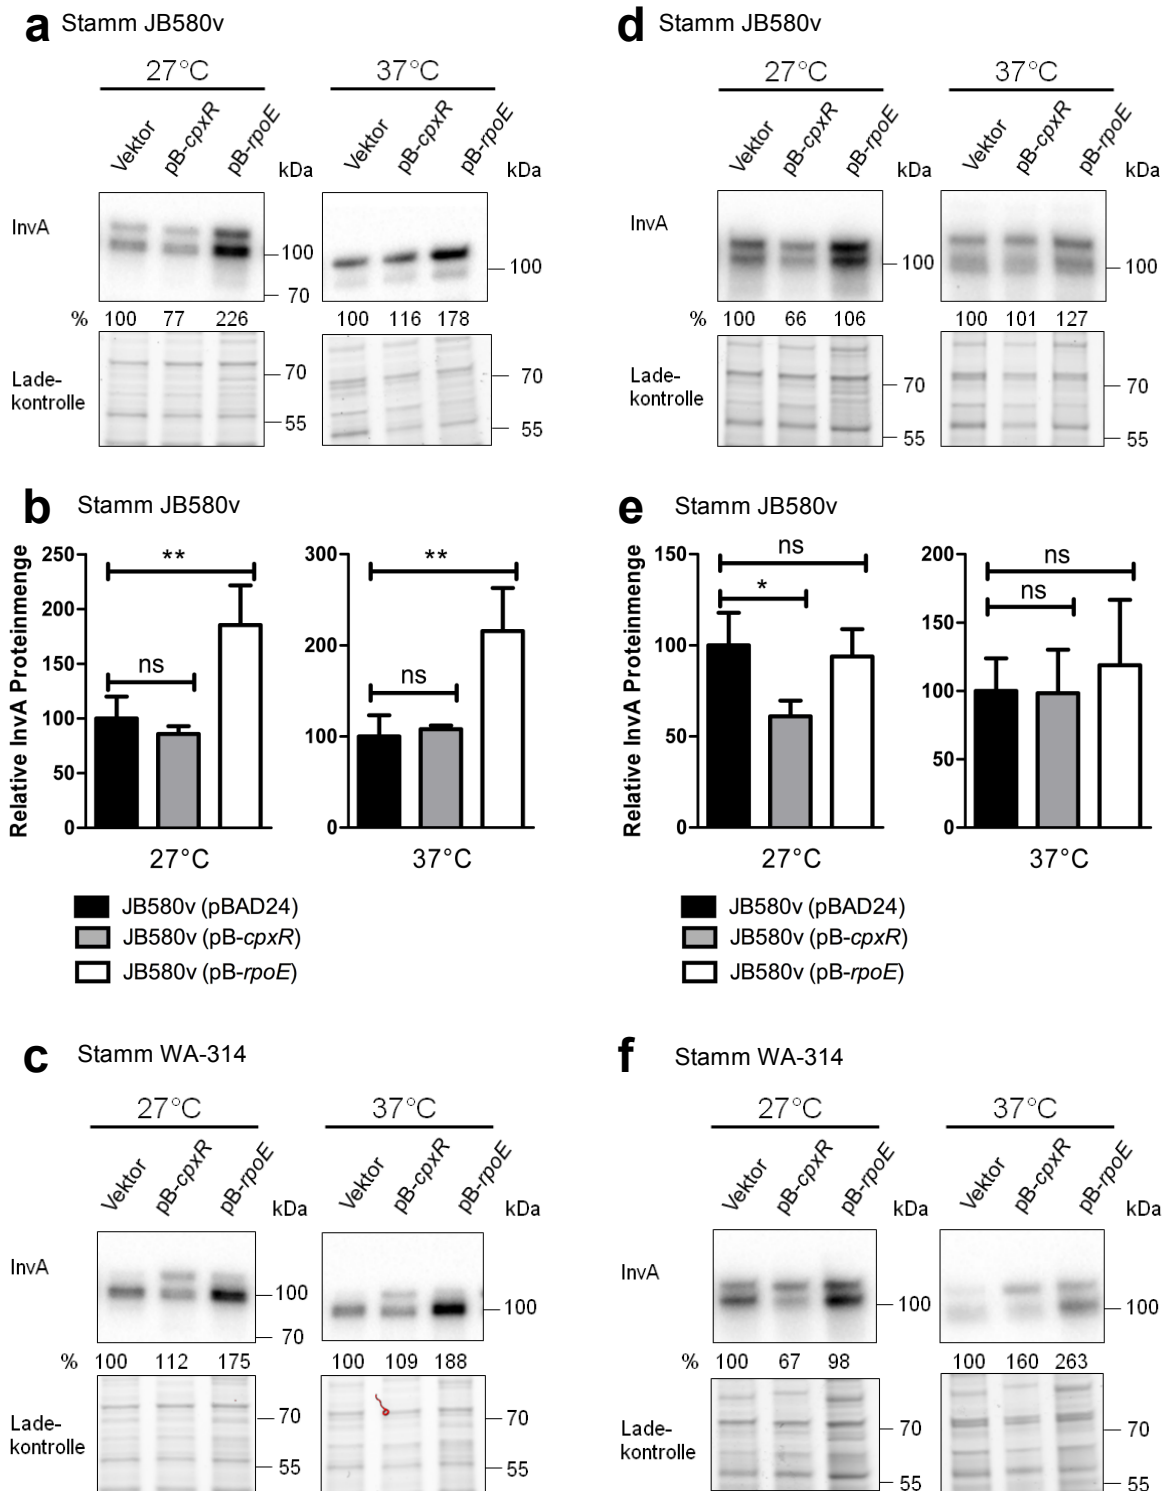 a Stamm JB580v
27°C 37°C
Vektor pB-cpxR pB-rpoE kDa Vektor pB-cpxR pB-rpoE kDa
InvA
100 100
70
% 100 77 226 100 116 178
Lade-
kontrolle
70 70
55 55
b Stamm JB580v
Relative InvA Proteinmenge
250 200 150 100 50 0
** ns
27°C
300 200 100 0
** ns
37°C
JB580v (pBAD24)
JB580v (pB-cpxR)
JB580v (pB-rpoE)
c Stamm WA-314
27°C 37°C
Vektor pB-cpxR pB-rpoE kDa Vektor pB-cpxR pB-rpoE kDa
InvA
100 100
70
% 100 112 175 100 109 188
Lade-
kontrolle
70 70
55 55
d Stamm JB580v
27°C 37°C
Vektor pB-cpxR pB-rpoE kDa Vektor pB-cpxR pB-rpoE kDa
InvA
100 100
% 100 66 106 100 101 127
Lade-
kontrolle
70 70
55 55
e Stamm JB580v
Relative InvA Proteinmenge
150 100 50 0
ns *
27°C
200 150 100 50 0
ns ns
37°C
JB580v (pBAD24)
JB580v (pB-cpxR)
JB580v (pB-rpoE)
f Stamm WA-314
27°C 37°C
Vektor pB-cpxR pB-rpoE kDa Vektor pB-cpxR pB-rpoE kDa
InvA
100 100
% 100 67 98 100 160 263
Lade-
kontrolle
70 70
55 55